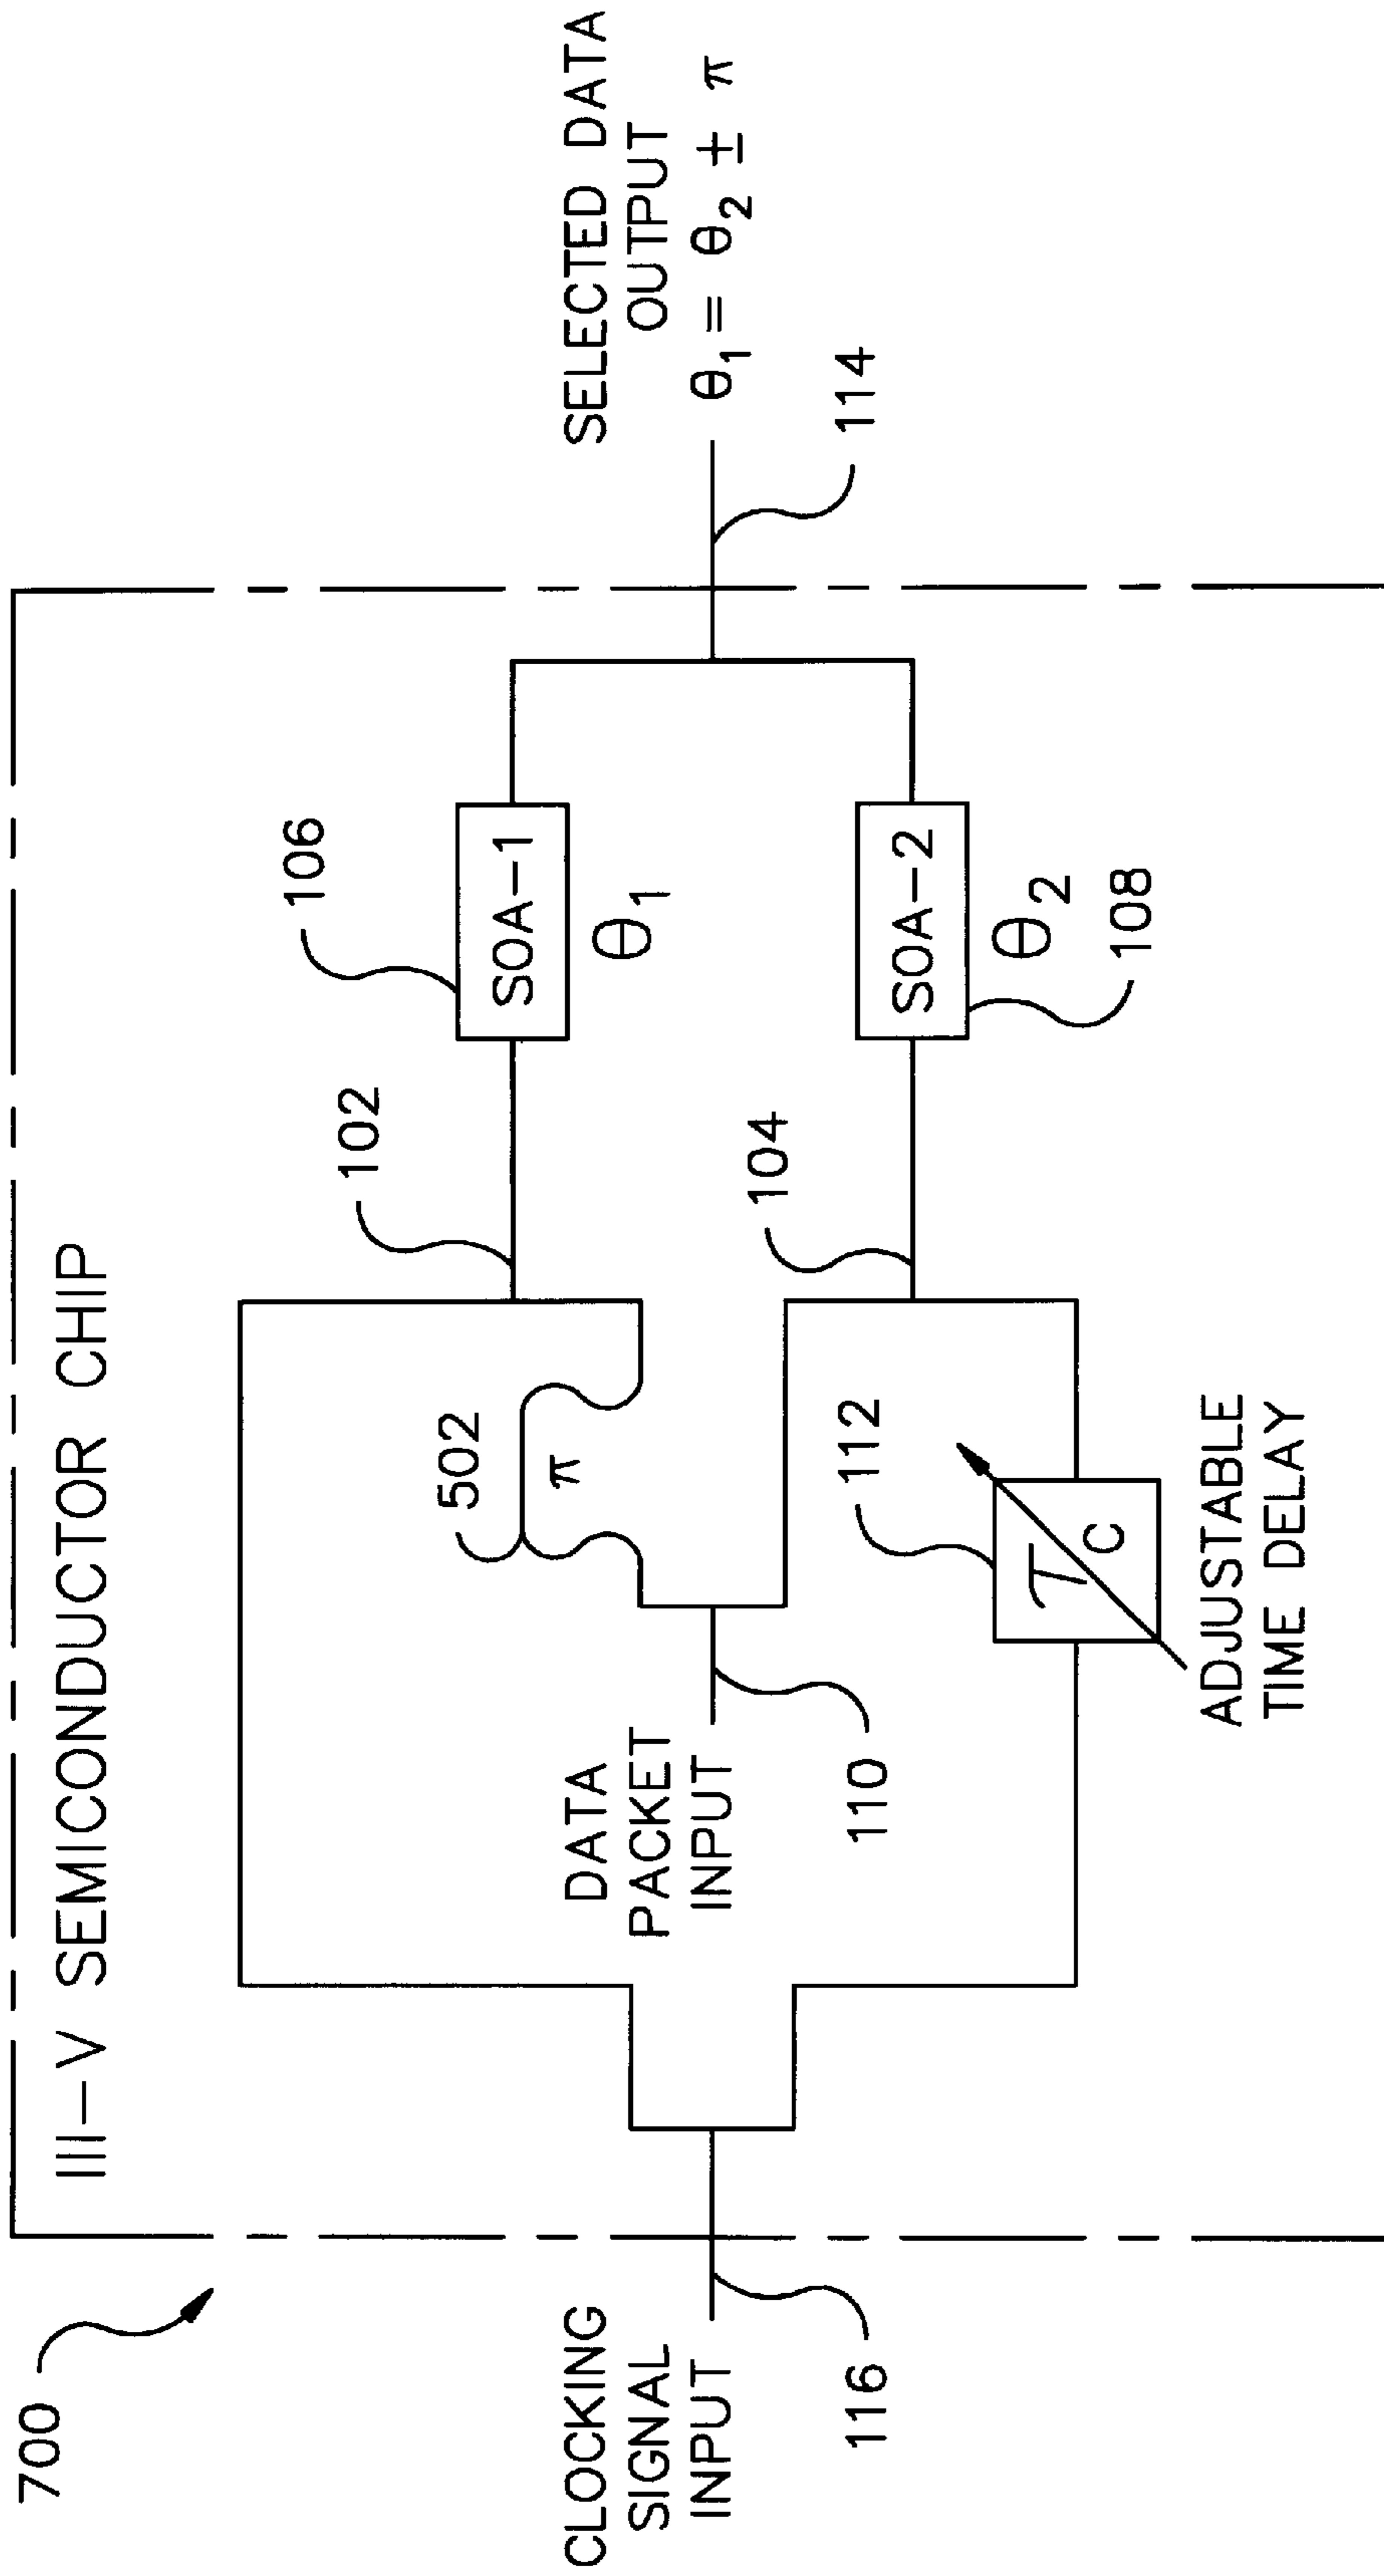 700
III-V SEMICONDUCTOR CHIP
CLOCKING
SIGNAL
INPUT
116
DATA
PACKET
INPUT
110
502
π
102
106
SOA-1
θ1
104
SOA-2
θ2
108
112
τC
ADJUSTABLE
TIME DELAY
SELECTED DATA
OUTPUT
θ1 = θ2 ± π
114